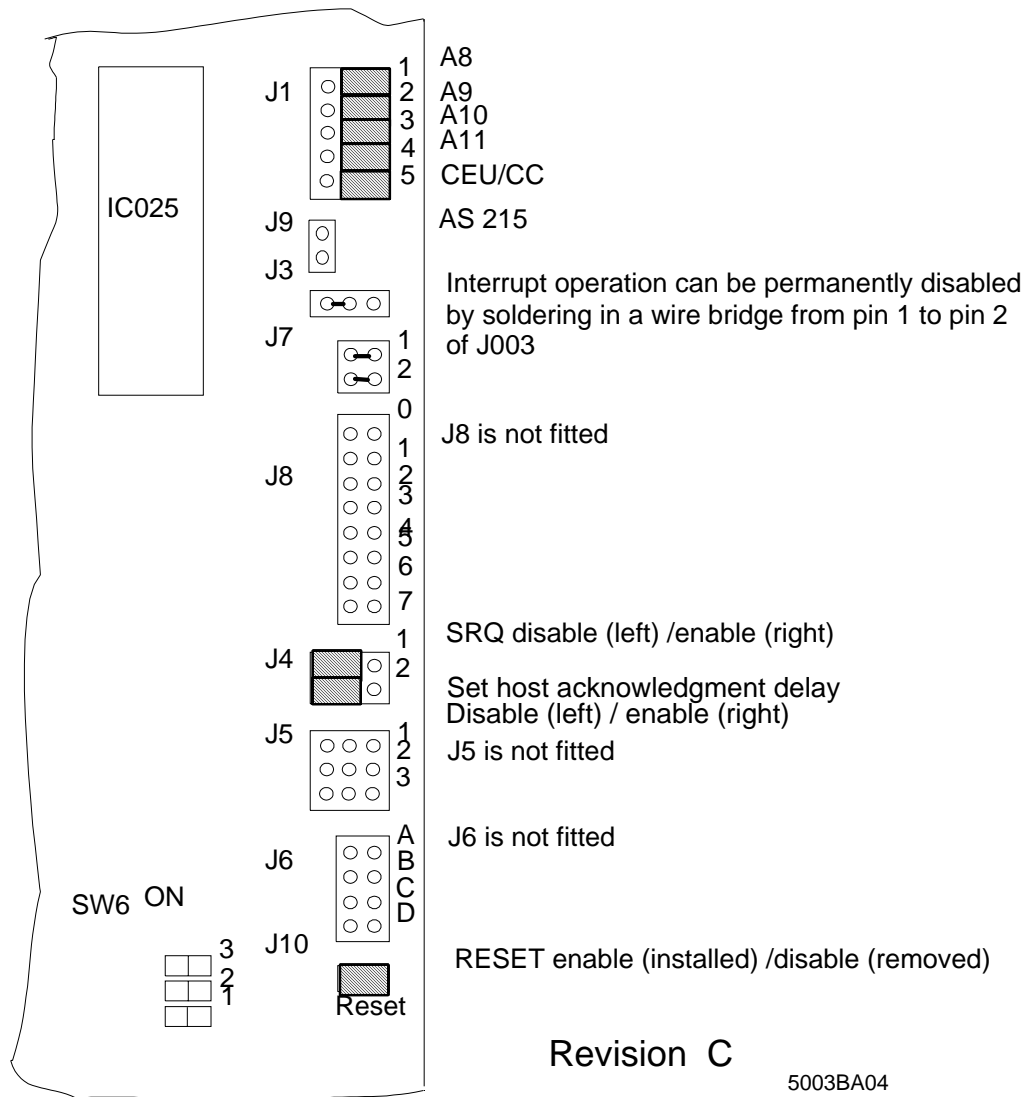 1 A8
J1 2 A9
3 A10
4 A11
5 CEU/CC
IC025
J9 AS 215
J3
Interrupt operation can be permanently disabled
by soldering in a wire bridge from pin 1 to pin 2
of J003
J7 1
2
0
J8 is not fitted
1
J8 2
3
4
5
6
7
SRQ disable (left) /enable (right)
1
J4 2
Set host acknowledgment delay
Disable (left) / enable (right)
J5 1
2 J5 is not fitted
3
A J6 is not fitted
J6 B
C
D
SW6 ON
J10
3 RESET enable (installed) /disable (removed)
2
1
Reset
Revision C
5003BA04